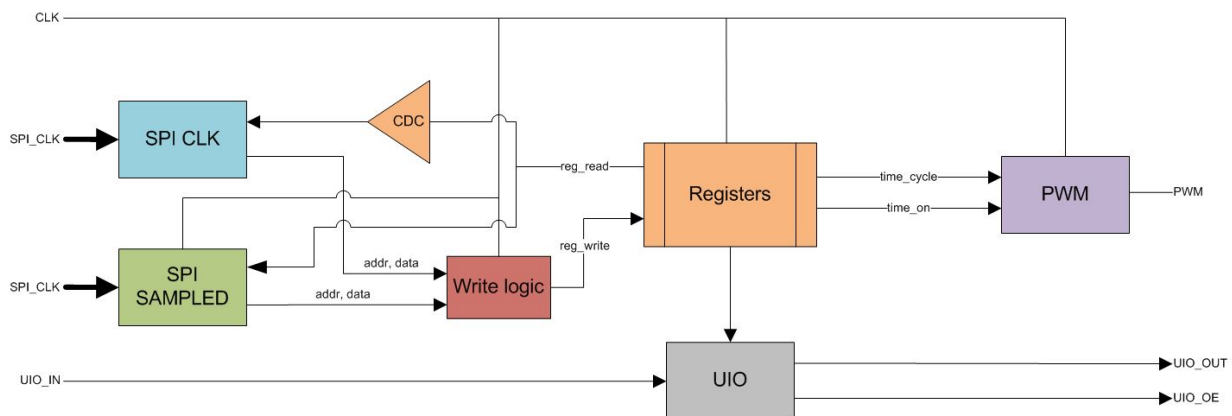 CLK
CDC
SPI_CLK
SPI CLK
reg_read
Registers
time_cycle
PWM
PWM
time_on
reg_write
SPI_CLK
SPI
SAMPLED
addr, data
addr, data
Write logic
UIO_IN
UIO
UIO_OUT
UIO_OE